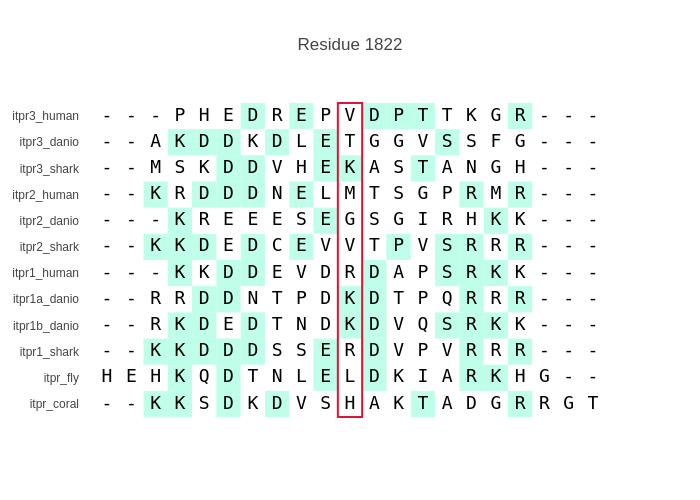 Residue 1822
itpr3_human - - - P H E D R E P V D P T T K G R - - -
itpr3_danio - - A K D D K D L E T G G V S S F G - - -
itpr3_shark - - M S K D D V H E K A S T A N G H - - -
itpr2_human - - K R D D D N E L M T S G P R M R - - -
itpr2_danio - - - K R E E E S E G S G I R H K K - - -
itpr2_shark - - K K D E D C E V V T P V S R R R - - -
itpr1_human - - - K K D D E V D R D A P S R K K - - -
itpr1a_danio - - R R D D N T P D K D T P Q R R R - - -
itpr1b_danio - - R K D E D T N D K D V Q S R K K - - -
itpr1_shark - - K K D D D S S E R D V P V R R R - - -
itpr_fly H E H K Q D T N L E L D K I A R K H G - -
itpr_coral - - K K S D K D V S H A K T A D G R R G T